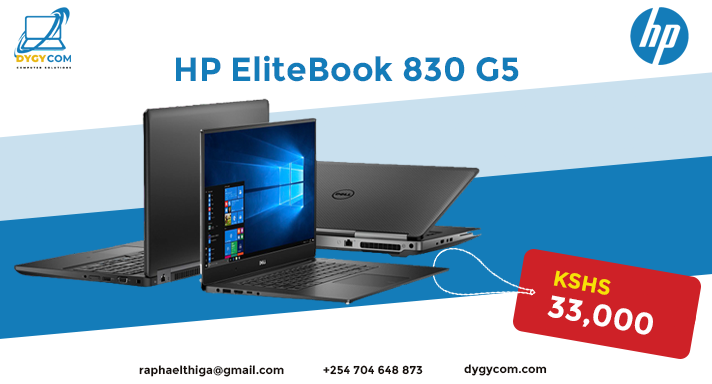 DYGYCOM
COMPUTER SOLUTIONS
hp
HP EliteBook 830 G5
DELL
DELL
KSHS
33,000
raphaelthiga@gmail.com
+254 704 648 873
dygycom.com